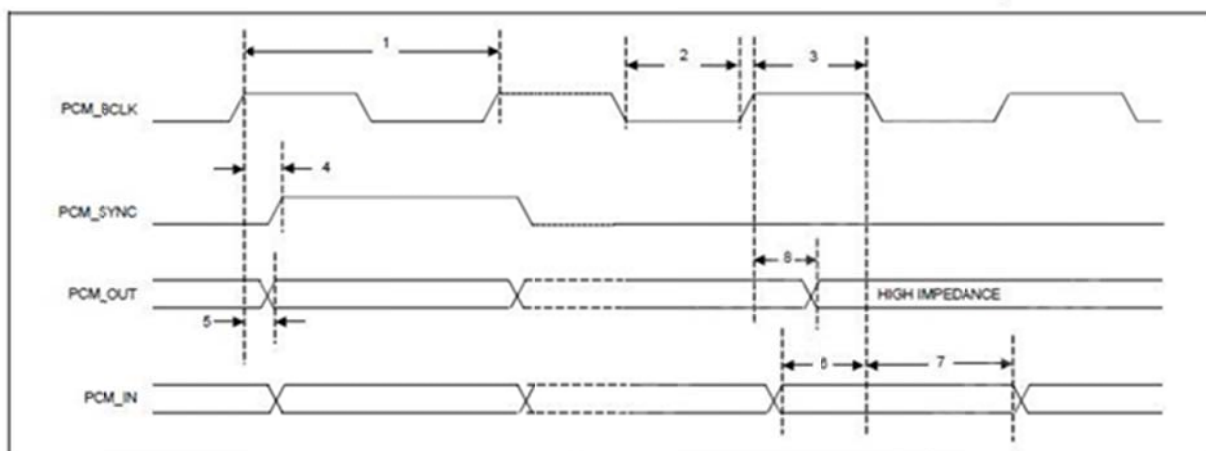 1
2
3
PCM_BCLK
4
PCM_SYNC
8
PCM_OUT
HIGH IMPEDANCE
5
6
7
PCM_IN